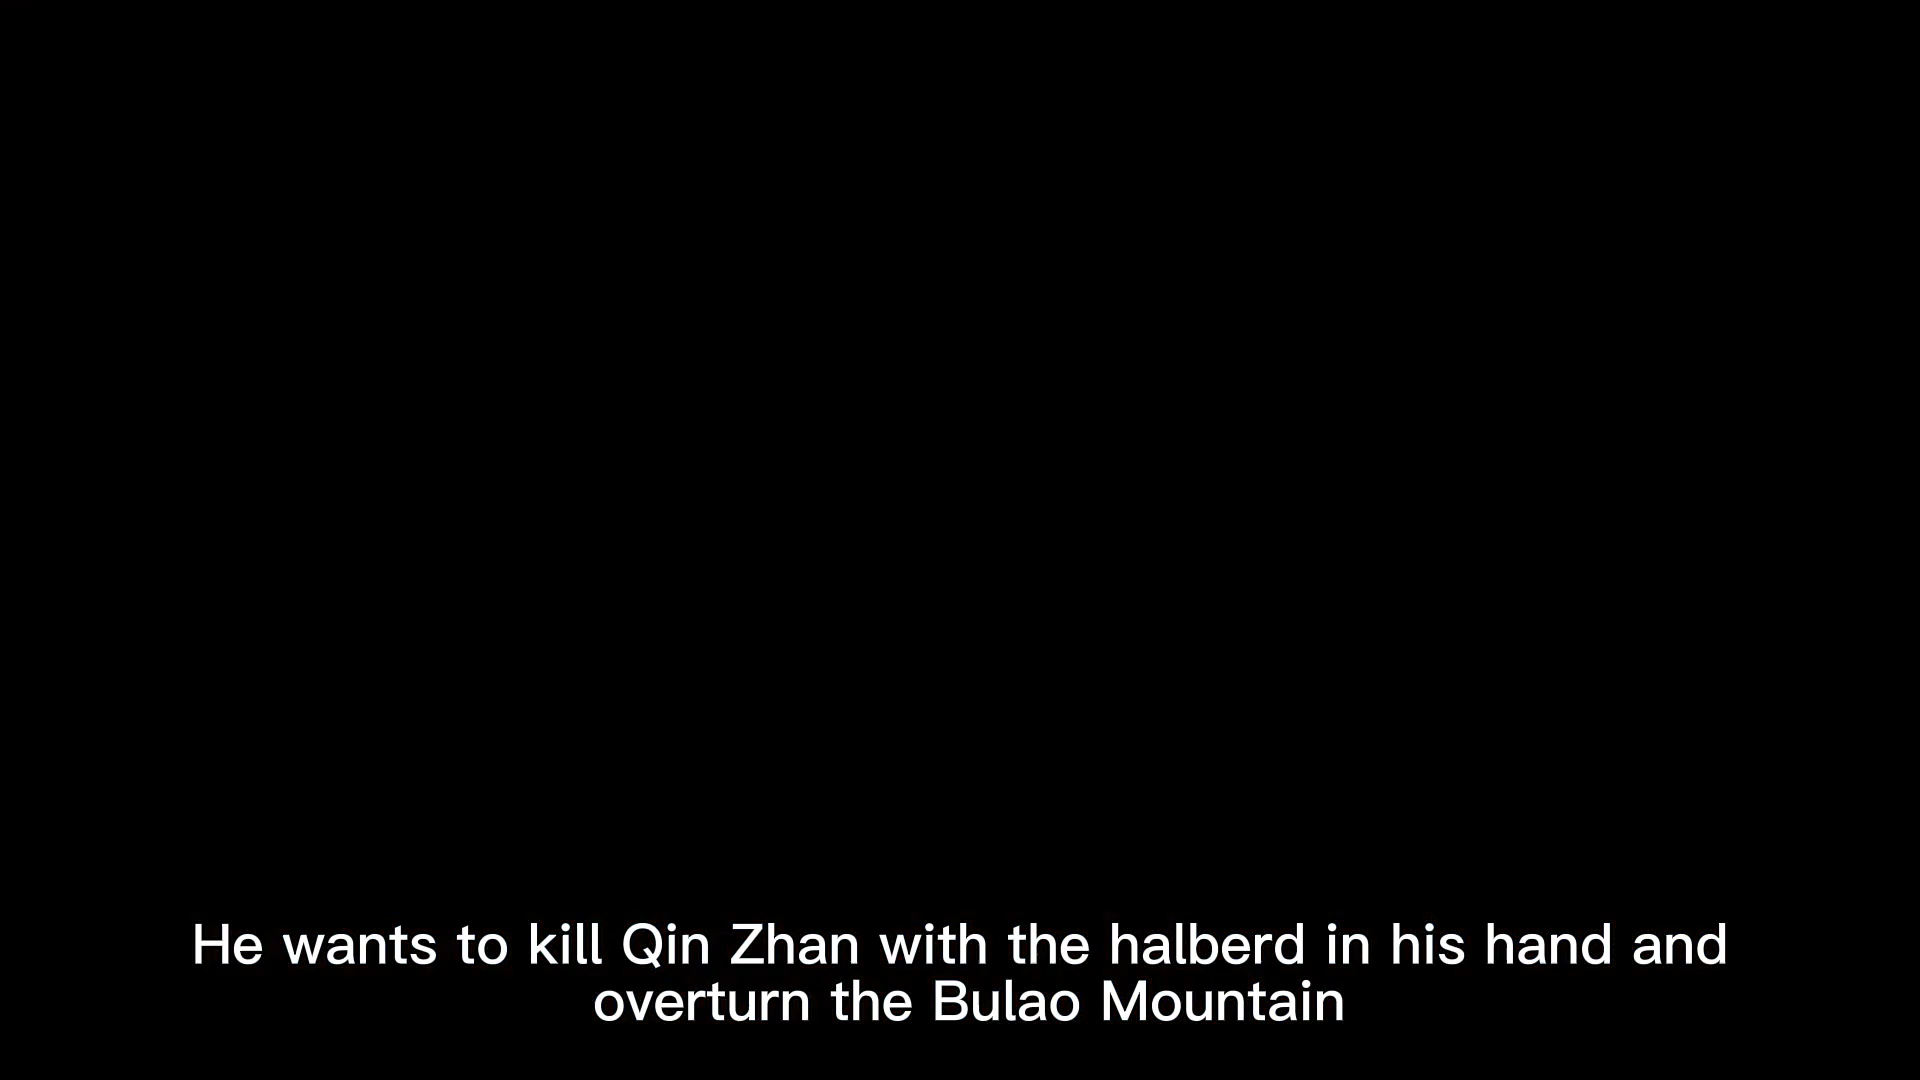 He wants to kill Qin Zhan with the halberd in his hand and
overturn the Bulao Mountain